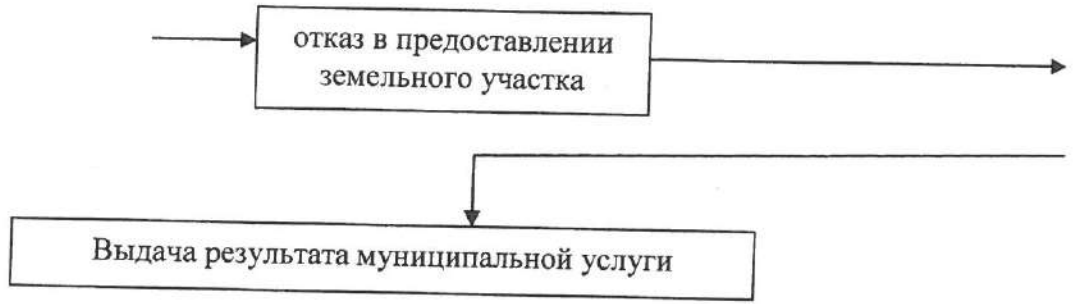 отказ в предоставлении
земельного участка
Выдача результата муниципальной услуги